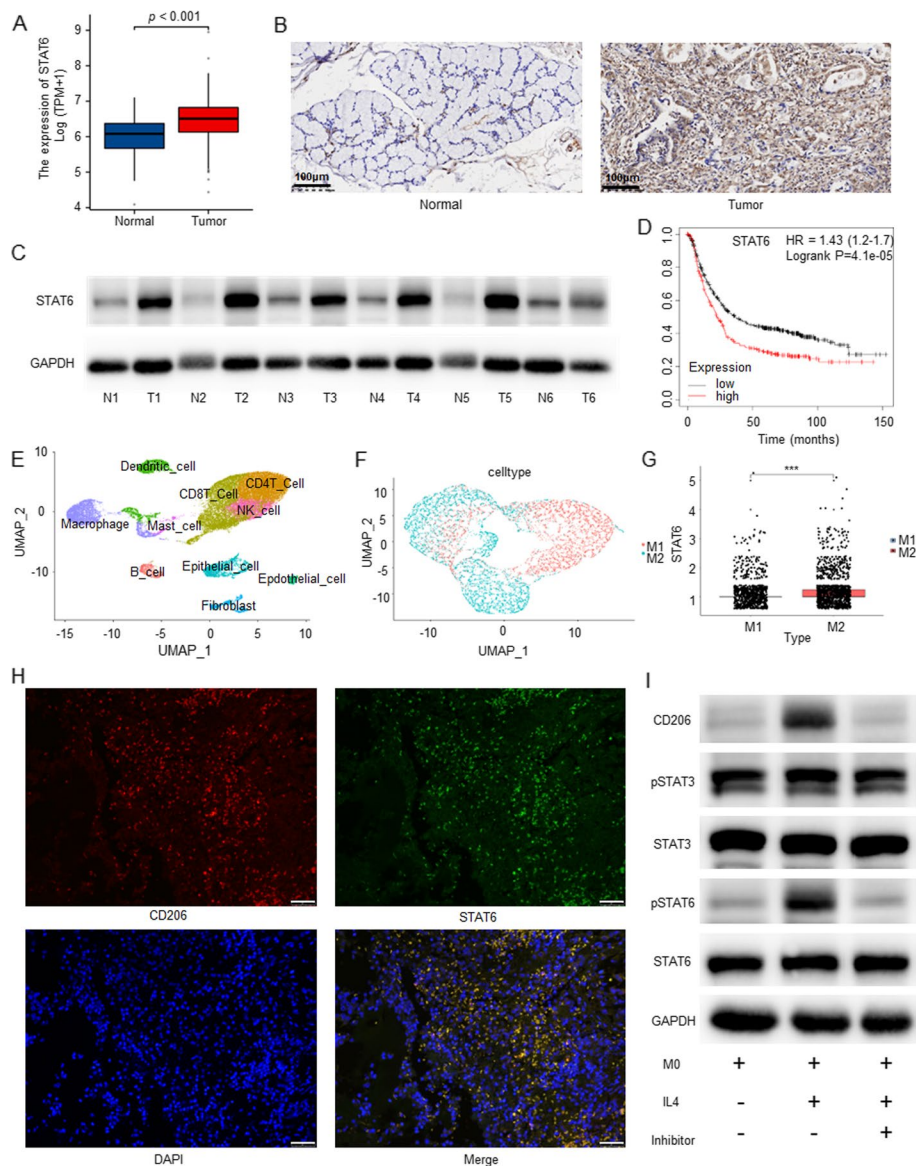 A
p < 0.001
The expression of STAT6
Log (TPM+1)
9
8
7
6
5
4
Normal
Tumor
B
100μm
Normal
100μm
Tumor
C
STAT6
GAPDH
N1 T1 N2 T2 N3 T3 N4 T4 N5 T5 N6 T6
D
STAT6
HR = 1.43 (1.2-1.7)
Logrank P=4.1e-05
1.0
0.8
0.6
0.4
0.2
0.0
Expression
low
high
0 50 100 150
Time (months)
E
UMAP_2
10
0
-10
Dendritic_cell
CD4T_Cell
CD8T_Cell
NK_cell
Macrophage
Mast_cell
B_cell
Epithelial_cell
Epdotrelial_cell
Fibroblast
-15 -10 -5 0 5 10
UMAP_1
F
celltype
UMAP_2
10
5
0
-5
-10
M1
M2
-10 0 10
UMAP_1
G
***
STAT6
5
4
3
2
1
M1
M2
M1 M2
Type
H
CD206
STAT6
DAPI
Merge
I
CD206
pSTAT3
STAT3
pSTAT6
STAT6
GAPDH
M0 + + +
IL4 - + +
Inhibitor - - +